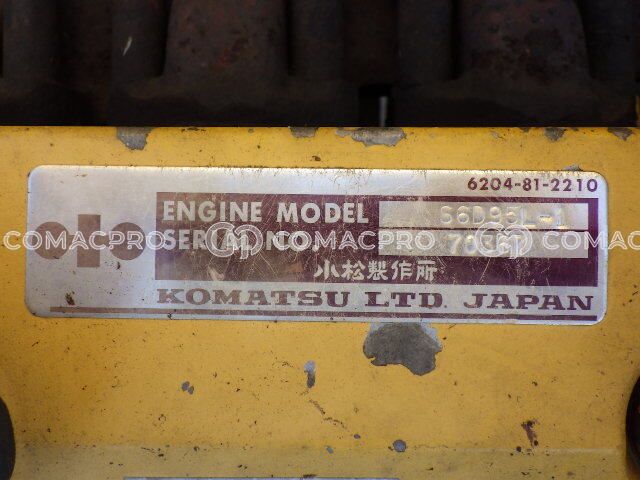 6204-81-2210
ENGINE MODEL S6D95L-1
SERIAL NO.
小松製作所
KOMATSU LTD. JAPAN
COMACPRO COMACPRO COMACPRO